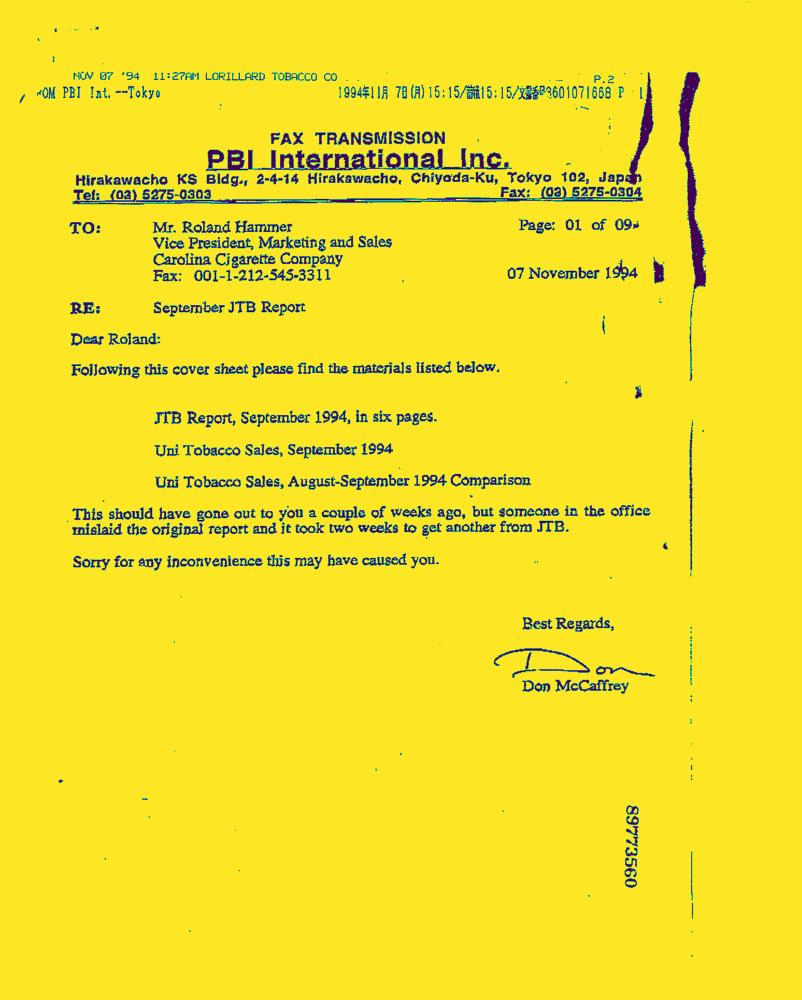 NOV 07 '94 11:27AM LORILLARD TOBACCO CO P.2
OM PBI Int. --Tokyo 1994年11月 7日(月)15:15/ 15:15/ 3601071668 P 1
FAX TRANSMISSION
PBI International Inc.
Hirakawacho KS Bldg., 2-4-14 Hirakawacho, Chiyoda-Ku, Tokyo 102, Japan
Tel: (03) 5275-0303 Fax: (03) 5275-0304
TO: Mr. Roland Hammer Page: 01 of 09
Vice President, Marketing and Sales
Carolina Cigarette Company
Fax: 001-1-212-545-3311 07 November 1994
RE: September JTB Report
Dear Roland:
Following this cover sheet please find the materials listed below.
JTB Report, September 1994, in six pages.
Uni Tobacco Sales, September 1994
Uni Tobacco Sales, August-September 1994 Comparison
This should have gone out to you a couple of weeks ago, but someone in the office
mislaid the original report and it took two weeks to get another from JTB.
Sorry for any inconvenience this may have caused you.
Best Regards,
Don
Don McCaffrey
89773560